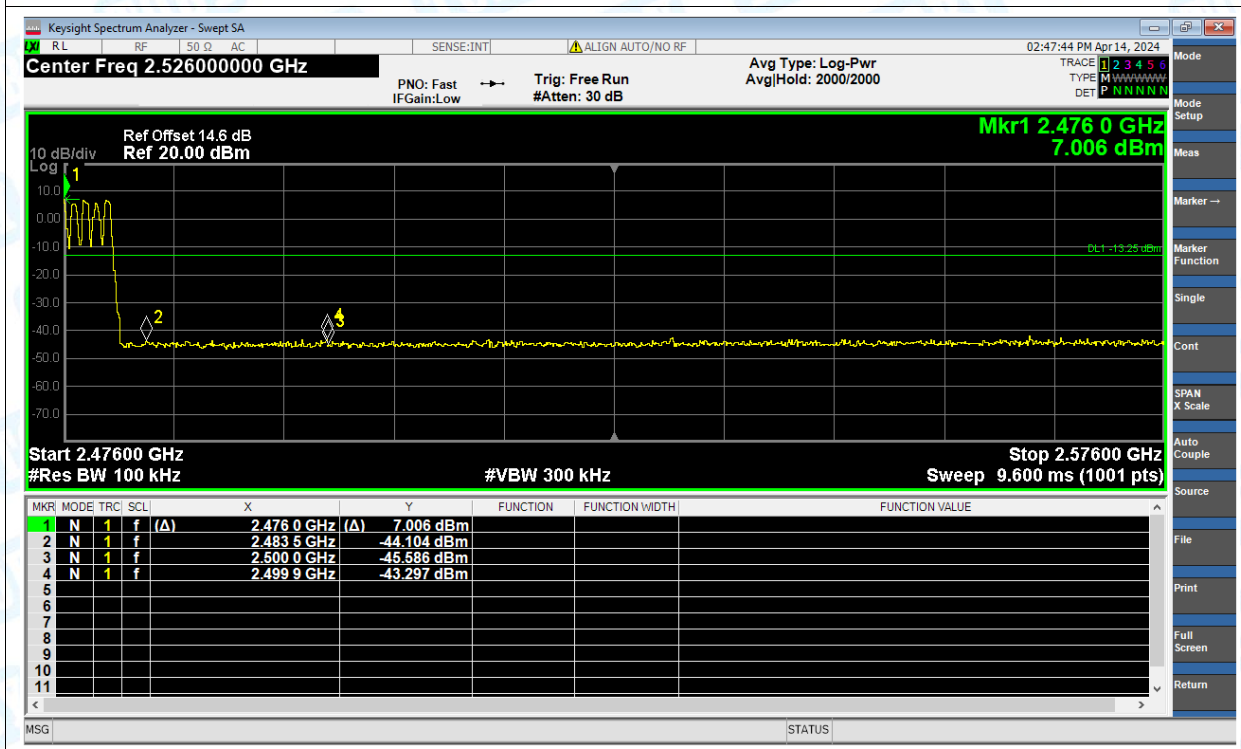 Keysight Spectrum Analyzer - Swept SA
LXI RL RF 50 Ω AC SENSE:INT ALIGN AUTO/NO RF 02:47:44 PM Apr 14, 2024
Center Freq 2.526000000 GHz
PNO: Fast
IFGain:Low
Trig: Free Run
#Atten: 30 dB
Avg Type: Log-Pwr
Avg|Hold: 2000/2000
TRACE 1 2 3 4 5 6
TYPE M WWWWW
DET P N N N N N
Ref Offset 14.6 dB
10 dB/div Ref 20.00 dBm
Log
Mkr1 2.476 0 GHz
7.006 dBm
1
10.0
0.00
-10.0
DL1 -13.25 dBm
-20.0
-30.0
2
4
3
-40.0
-50.0
-60.0
-70.0
Start 2.47600 GHz Stop 2.57600 GHz
#Res BW 100 kHz #VBW 300 kHz Sweep 9.600 ms (1001 pts)
MKR MODE TRC SCL X Y FUNCTION FUNCTION WIDTH FUNCTION VALUE
1 N 1 f (Δ) 2.476 0 GHz (Δ) 7.006 dBm
2 N 1 f 2.483 5 GHz -44.104 dBm
3 N 1 f 2.500 0 GHz -45.586 dBm
4 N 1 f 2.499 9 GHz -43.297 dBm
5
6
7
8
9
10
11
MSG STATUS
Mode
Mode
Setup
Meas
Marker →
Marker
Function
Single
Cont
SPAN
X Scale
Auto
Couple
Source
File
Print
Full
Screen
Return